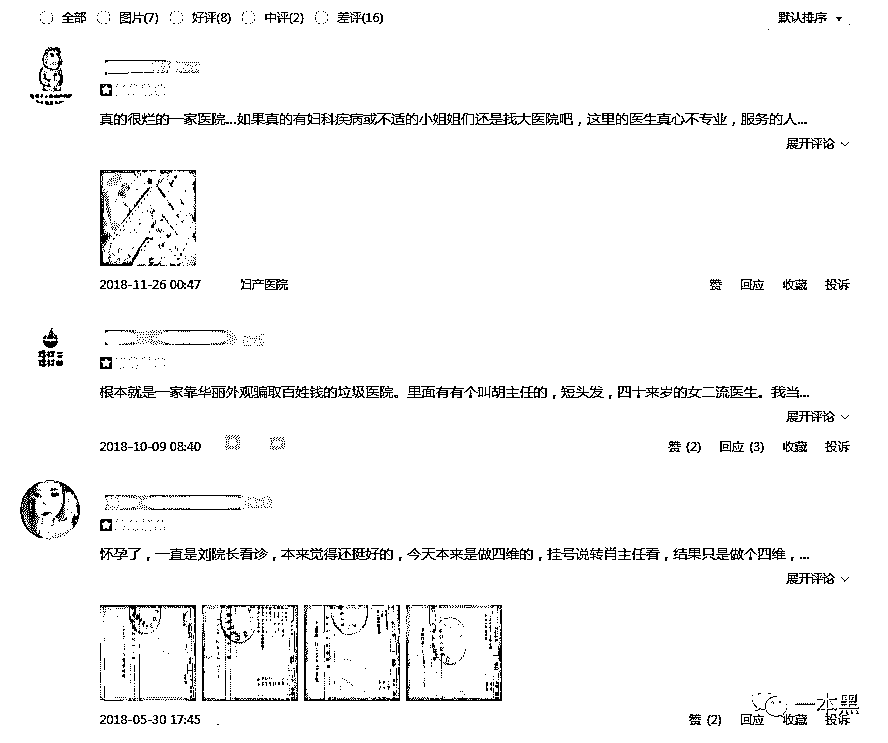 全部 图片(7) 好评(8) 中评(2) 差评(16) 默认排序
真的很烂的一家医院...如果真的有妇科疾病或不适的小姐姐们还是找大医院吧，这里的医生真心不专业，服务的人...
展开评论
2018-11-26 00:47 妇产医院 赞 回应 收藏 投诉
根本就是一家靠华丽外观骗取百姓钱的垃圾医院。里面有有个叫胡主任的，短头发，四十来岁的女二流医生。我当...
展开评论
2018-10-09 08:40 赞 (2) 回应 (3) 收藏 投诉
怀孕了，一直是刘院长看诊，本来觉得还挺好的，今天本来是做四维的，挂号说转肖主任看，结果只是做个四维，...
展开评论
2018-05-30 17:45 赞 (2) 回应 收藏 投诉
一本黑